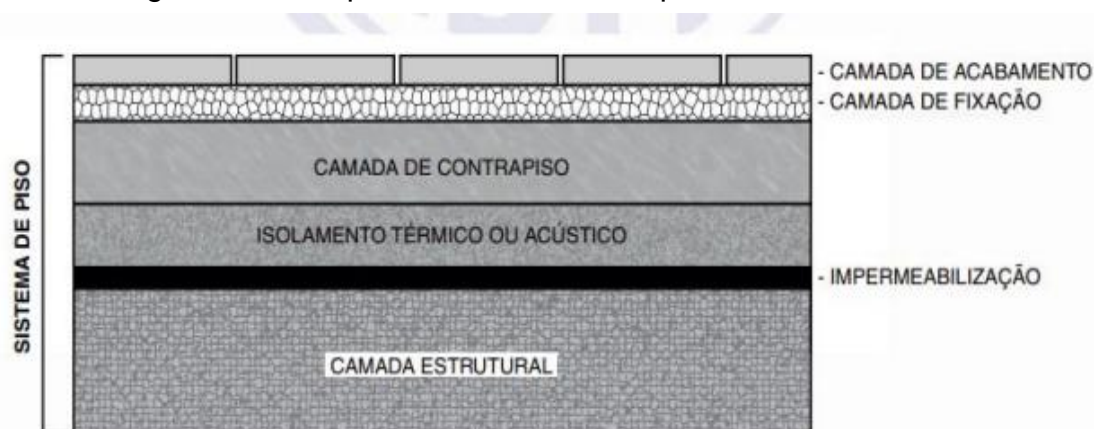 - CAMADA DE ACABAMENTO
- CAMADA DE FIXAÇÃO
CAMADA DE CONTRAPISO
ISOLAMENTO TÉRMICO OU ACÚSTICO
- IMPERMEABILIZAÇÃO
CAMADA ESTRUTURAL
SISTEMA DE PISO